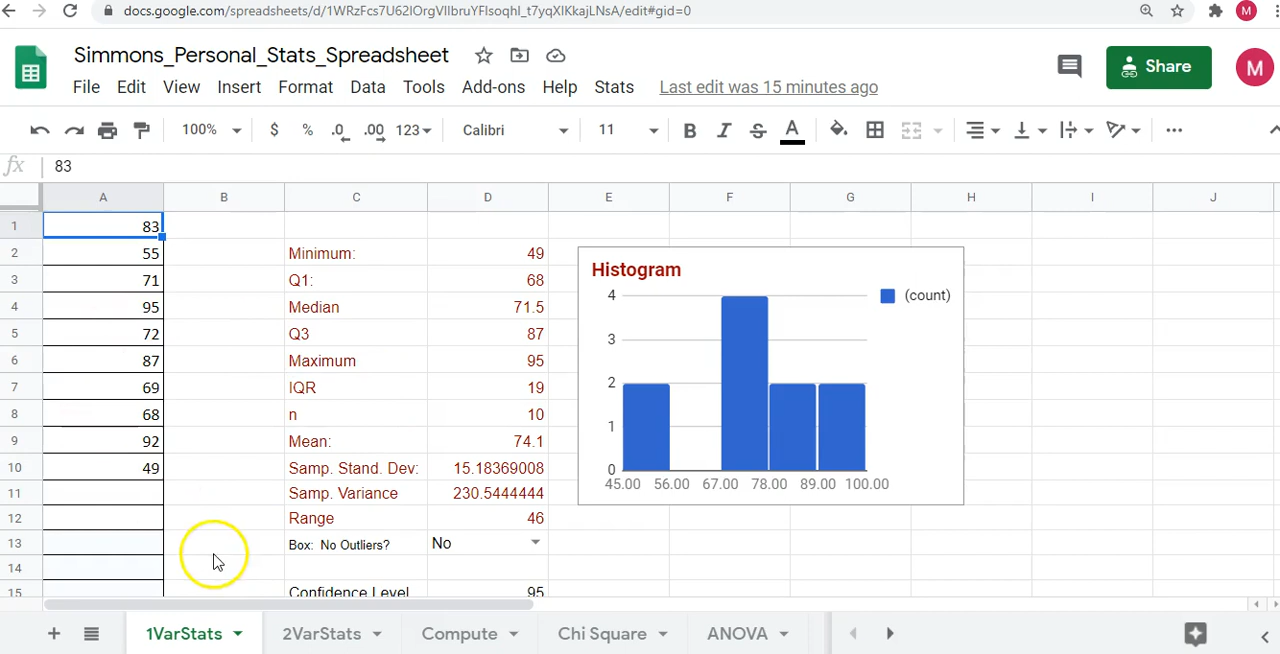 docs.google.com/spreadsheets/d/1WRzFcs7U62IOrgVIIbruYFIsoqhI_t7yqXIKkajLNsA/edit#gid=0
M
Simmons_Personal_Stats_Spreadsheet
File Edit View Insert Format Data Tools Add-ons Help Stats Last edit was 15 minutes ago
Share
M
100% $ % .0 .00 123 Calibri 11 B I S A
fx 83
A B C D E F G H I J
1 83
2 55 Minimum: 49
3 71 Q1: 68
4 95 Median 71.5
5 72 Q3 87
6 87 Maximum 95
7 69 IQR 19
8 68 n 10
9 92 Mean: 74.1
10 49 Samp. Stand. Dev: 15.18369008
11 Samp. Variance 230.5444444
12 Range 46
13 Box: No Outliers? No
14
15 Confidence Level 95
Histogram
(count)
4
3
2
1
0
45.00 56.00 67.00 78.00 89.00 100.00
1VarStats 2VarStats Compute Chi Square ANOVA